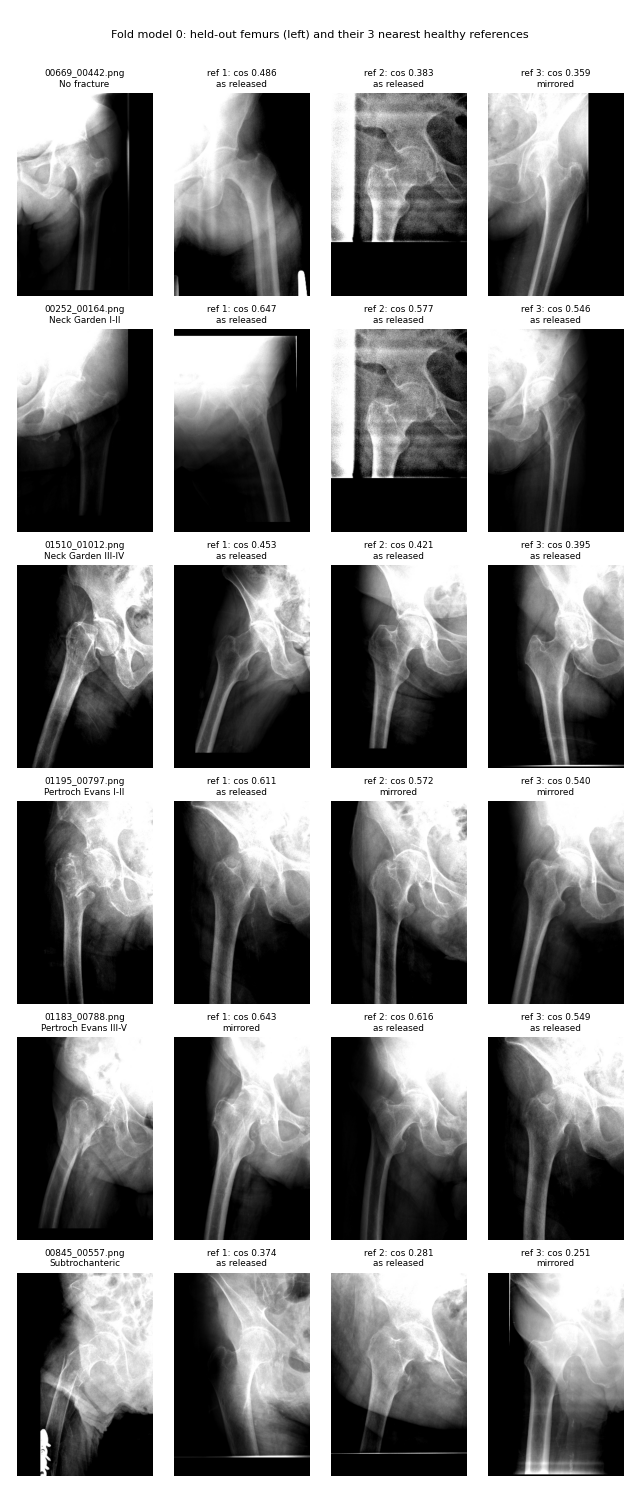 Fold model 0: held-out femurs (left) and their 3 nearest healthy references
00669_00442.png
No fracture
ref 1: cos 0.486
as released
ref 2: cos 0.383
as released
ref 3: cos 0.359
mirrored
00252_00164.png
Neck Garden I-II
ref 1: cos 0.647
as released
ref 2: cos 0.577
as released
ref 3: cos 0.546
as released
01510_01012.png
Neck Garden III-IV
ref 1: cos 0.453
as released
ref 2: cos 0.421
as released
ref 3: cos 0.395
as released
01195_00797.png
Pertroch Evans I-II
ref 1: cos 0.611
as released
ref 2: cos 0.572
mirrored
ref 3: cos 0.540
mirrored
01183_00788.png
Pertroch Evans III-V
ref 1: cos 0.643
mirrored
ref 2: cos 0.616
as released
ref 3: cos 0.549
as released
00845_00557.png
Subtrochanteric
ref 1: cos 0.374
as released
ref 2: cos 0.281
as released
ref 3: cos 0.251
mirrored